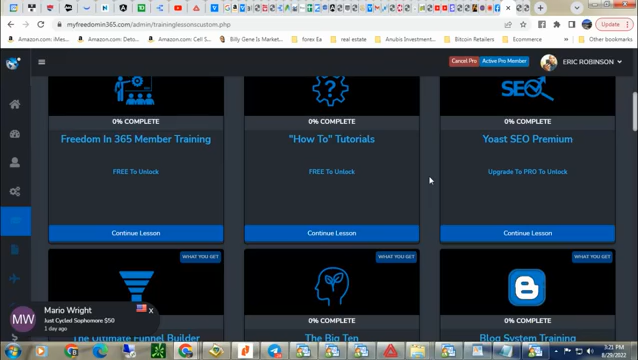 myfreedomin365.com/admin/traininglessonscustom.php
Update
Amazon.com:
Amazon.com: Cell
Billy Gene Is Market
forex Ea
real estate
Anubis Investment
Bitcoin Retailers
Ecommerce
Other bookmarks
Cancel Pro
Active Pro Member
ERIC ROBINSON
SEO
0% COMPLETE
0% COMPLETE
0% COMPLETE
Freedom In 365 Member Training
"How To" Tutorials
Yoast SEO Premium
FREE To Unlock
FREE To Unlock
Upgrade To PRO To Unlock
Continue Lesson
Continue Lesson
Continue Lesson
WHAT YOU GET
WHAT YOU GET
WHAT YOU GET
0% COMPLETE
0% COMPLETE
The Ultimate Funnel Builder
The Big Ten
Blog System Training
MW
Mario Wright
X
Just Cycled Sophomore $50
1 day ago
3:21 PM
8/29/2022